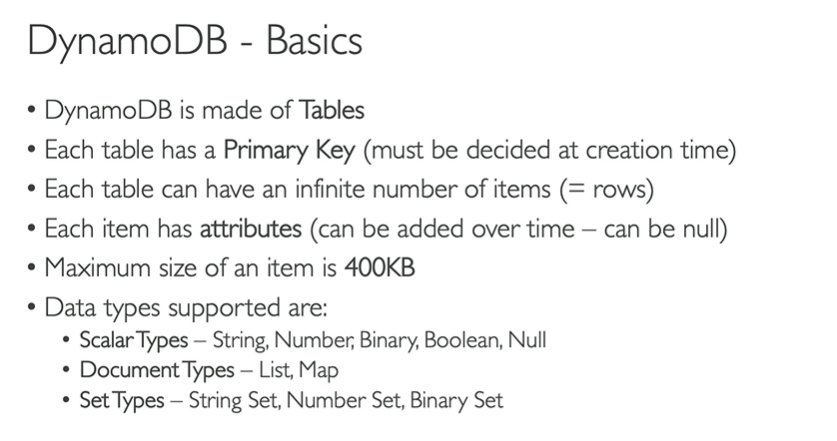 DynamoDB - Basics
• DynamoDB is made of Tables
• Each table has a Primary Key (must be decided at creation time)
• Each table can have an infinite number of items (= rows)
• Each item has attributes (can be added over time – can be null)
• Maximum size of an item is 400KB
• Data types supported are:
• Scalar Types – String, Number, Binary, Boolean, Null
• Document Types – List, Map
• Set Types – String Set, Number Set, Binary Set